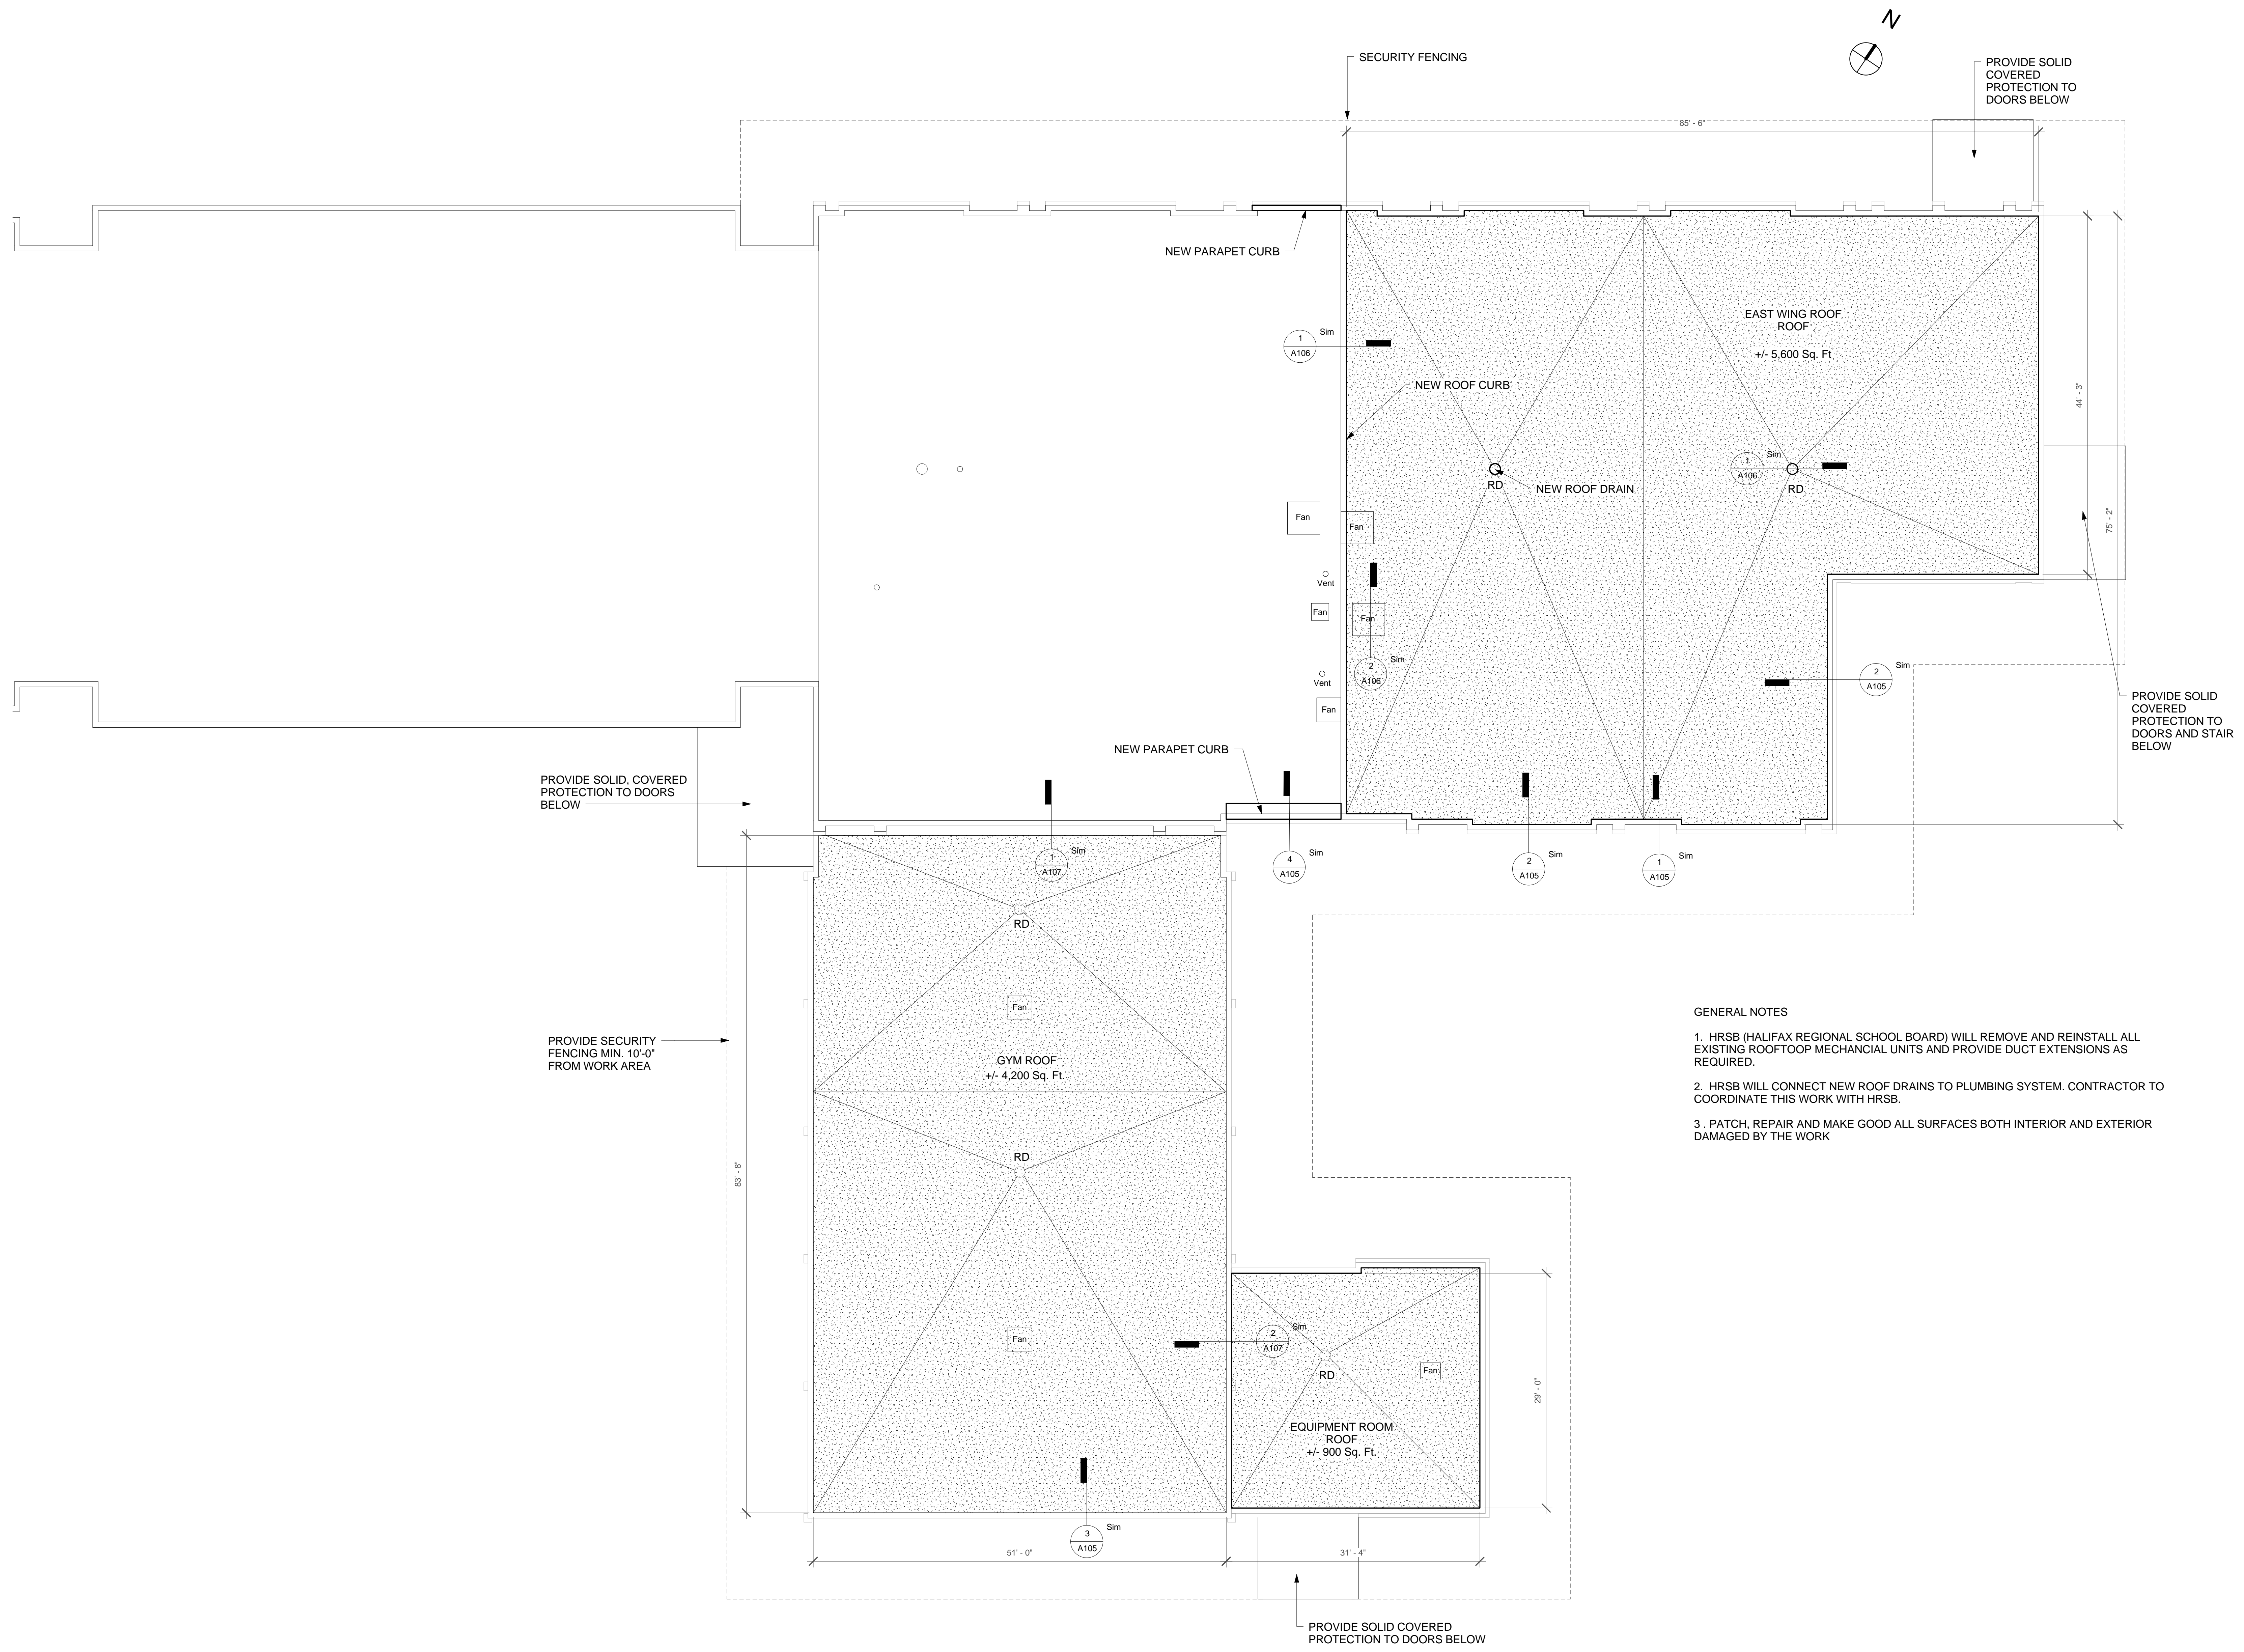 N
SECURITY FENCING
PROVIDE SOLID
COVERED
PROTECTION TO
DOORS BELOW
85' - 6"
NEW PARAPET CURB
EAST WING ROOF
ROOF
+/- 5,600 Sq. Ft
1
A106
Sim
NEW ROOF CURB
44' - 3"
1
A106
Sim
RD
NEW ROOF DRAIN
RD
Fan
Fan
75' - 2"
Vent
Fan
Fan
2
A106
Sim
Vent
Fan
2
A105
Sim
PROVIDE SOLID
COVERED
PROTECTION TO
DOORS AND STAIR
BELOW
NEW PARAPET CURB
PROVIDE SOLID, COVERED
PROTECTION TO DOORS
BELOW
1
A107
Sim
4
A105
Sim
2
A105
Sim
1
A105
Sim
RD
Fan
PROVIDE SECURITY
FENCING MIN. 10'-0"
FROM WORK AREA
GYM ROOF
+/- 4,200 Sq. Ft.
GENERAL NOTES
1. HRSB (HALIFAX REGIONAL SCHOOL BOARD) WILL REMOVE AND REINSTALL ALL
EXISTING ROOFTOOP MECHANCIAL UNITS AND PROVIDE DUCT EXTENSIONS AS
REQUIRED.
2. HRSB WILL CONNECT NEW ROOF DRAINS TO PLUMBING SYSTEM. CONTRACTOR TO
COORDINATE THIS WORK WITH HRSB.
3 . PATCH, REPAIR AND MAKE GOOD ALL SURFACES BOTH INTERIOR AND EXTERIOR
DAMAGED BY THE WORK
RD
83' - 8"
Fan
2
A107
Sim
RD
Fan
29' - 0"
EQUIPMENT ROOM
ROOF
+/- 900 Sq. Ft.
3
A105
Sim
51' - 0"
31' - 4"
PROVIDE SOLID COVERED
PROTECTION TO DOORS BELOW